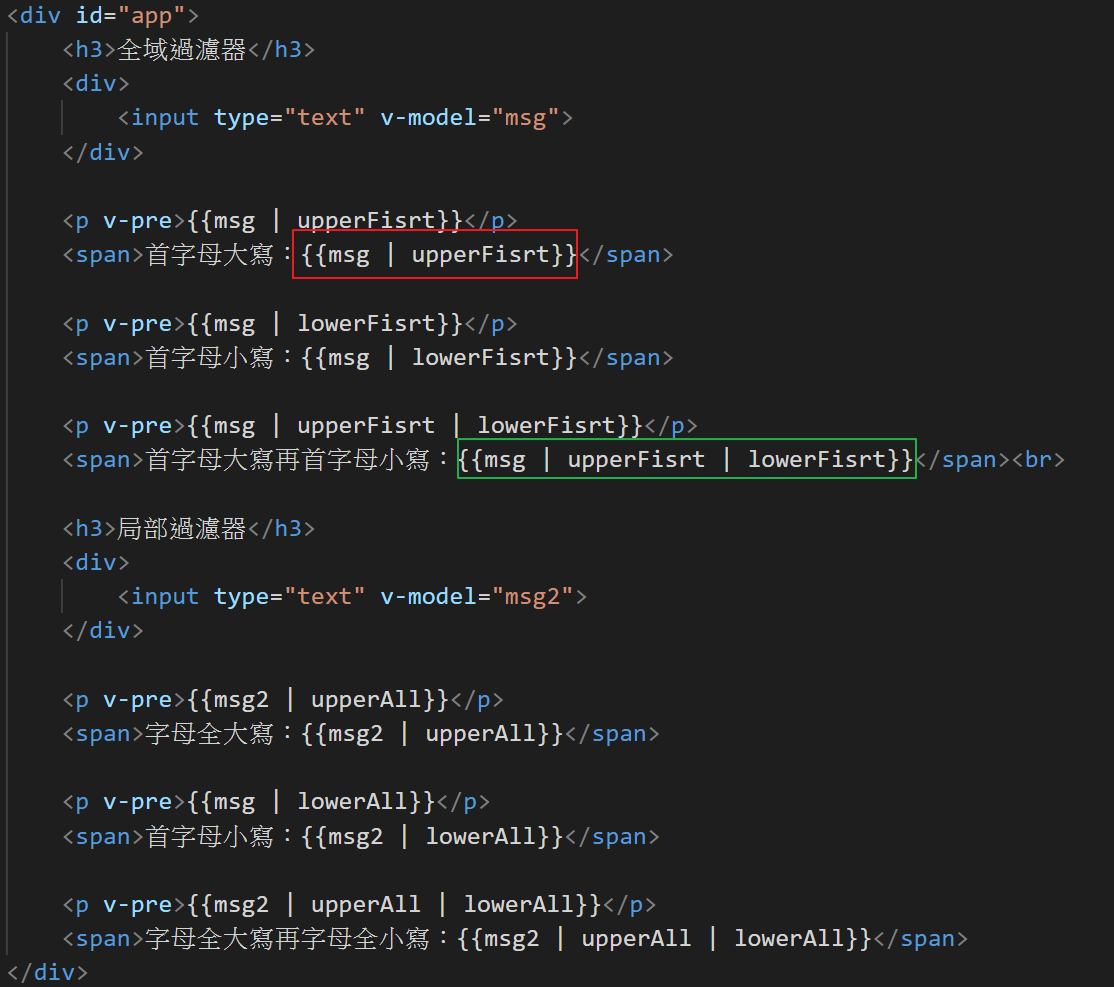 <div id="app">
<h3>全域過濾器</h3>
<div>
<input type="text" v-model="msg">
</div>
<p v-pre>{{msg | upperFisrt}}</p>
<span>首字母大寫：{{msg | upperFisrt}}</span>
<p v-pre>{{msg | lowerFisrt}}</p>
<span>首字母小寫：{{msg | lowerFisrt}}</span>
<p v-pre>{{msg | upperFisrt | lowerFisrt}}</p>
<span>首字母大寫再首字母小寫：{{msg | upperFisrt | lowerFisrt}}</span><br>
<h3>局部過濾器</h3>
<div>
<input type="text" v-model="msg2">
</div>
<p v-pre>{{msg2 | upperAll}}</p>
<span>字母全大寫：{{msg2 | upperAll}}</span>
<p v-pre>{{msg | lowerAll}}</p>
<span>首字母小寫：{{msg2 | lowerAll}}</span>
<p v-pre>{{msg2 | upperAll | lowerAll}}</p>
<span>字母全大寫再字母全小寫：{{msg2 | upperAll | lowerAll}}</span>
</div>